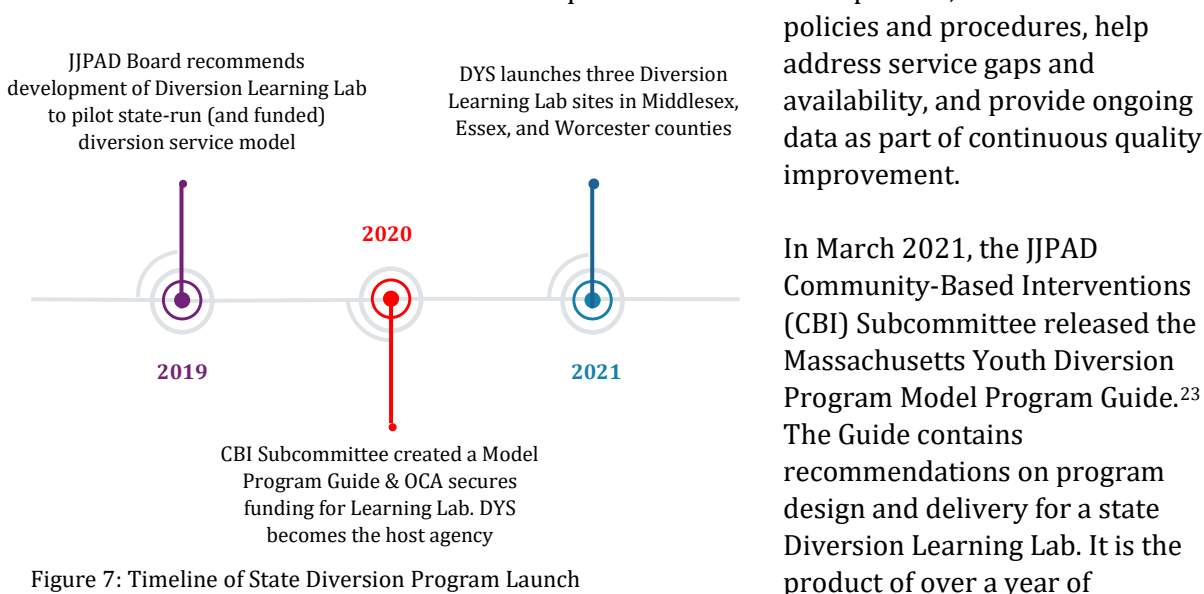 JJPAD Board recommends
development of Diversion Learning Lab
to pilot state-run (and funded)
diversion service model
DYS launches three Diversion
Learning Lab sites in Middlesex,
Essex, and Worcester counties
2020
2019
2021
CBI Subcommittee created a Model
Program Guide & OCA secures
funding for Learning Lab. DYS
becomes the host agency
Figure 7: Timeline of State Diversion Program Launch
policies and procedures, help
address service gaps and
availability, and provide ongoing
data as part of continuous quality
improvement.
In March 2021, the JJPAD
Community-Based Interventions
(CBI) Subcommittee released the
Massachusetts Youth Diversion
Program Model Program Guide.23
The Guide contains
recommendations on program
design and delivery for a state
Diversion Learning Lab. It is the
product of over a year of